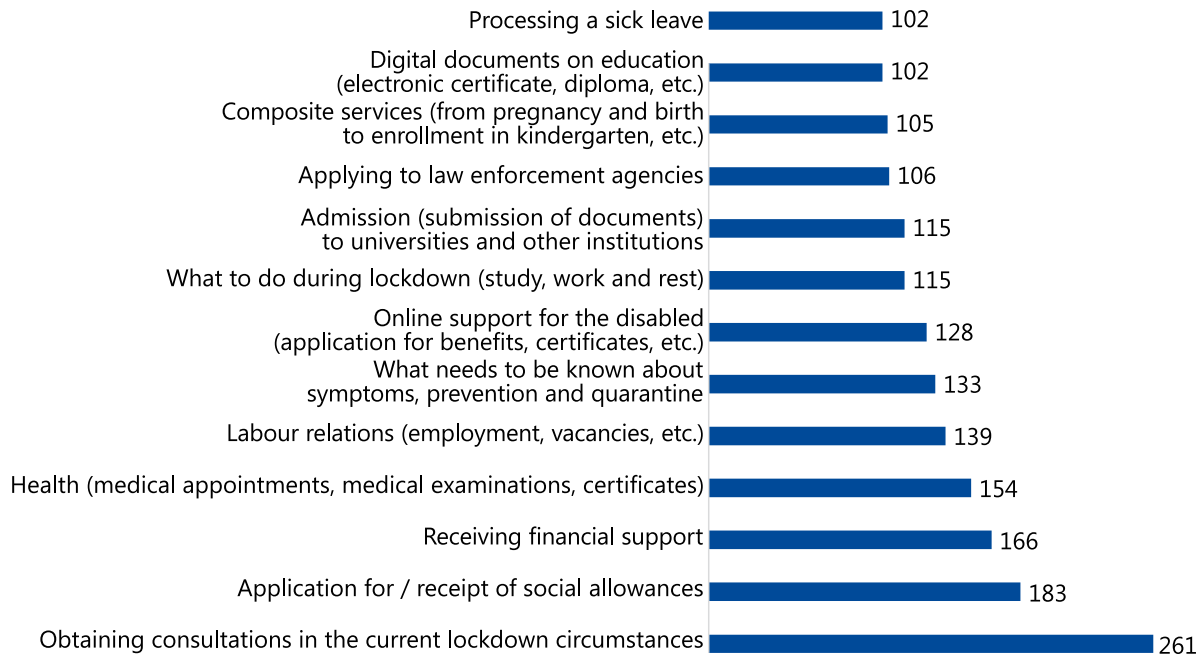 Processing a sick leave 102
Digital documents on education
(electronic certificate, diploma, etc.) 102
Composite services (from pregnancy and birth
to enrollment in kindergarten, etc.) 105
Applying to law enforcement agencies 106
Admission (submission of documents)
to universities and other institutions 115
What to do during lockdown (study, work and rest) 115
Online support for the disabled
(application for benefits, certificates, etc.) 128
What needs to be known about
symptoms, prevention and quarantine 133
Labour relations (employment, vacancies, etc.) 139
Health (medical appointments, medical examinations, certificates) 154
Receiving financial support 166
Application for / receipt of social allowances 183
Obtaining consultations in the current lockdown circumstances 261